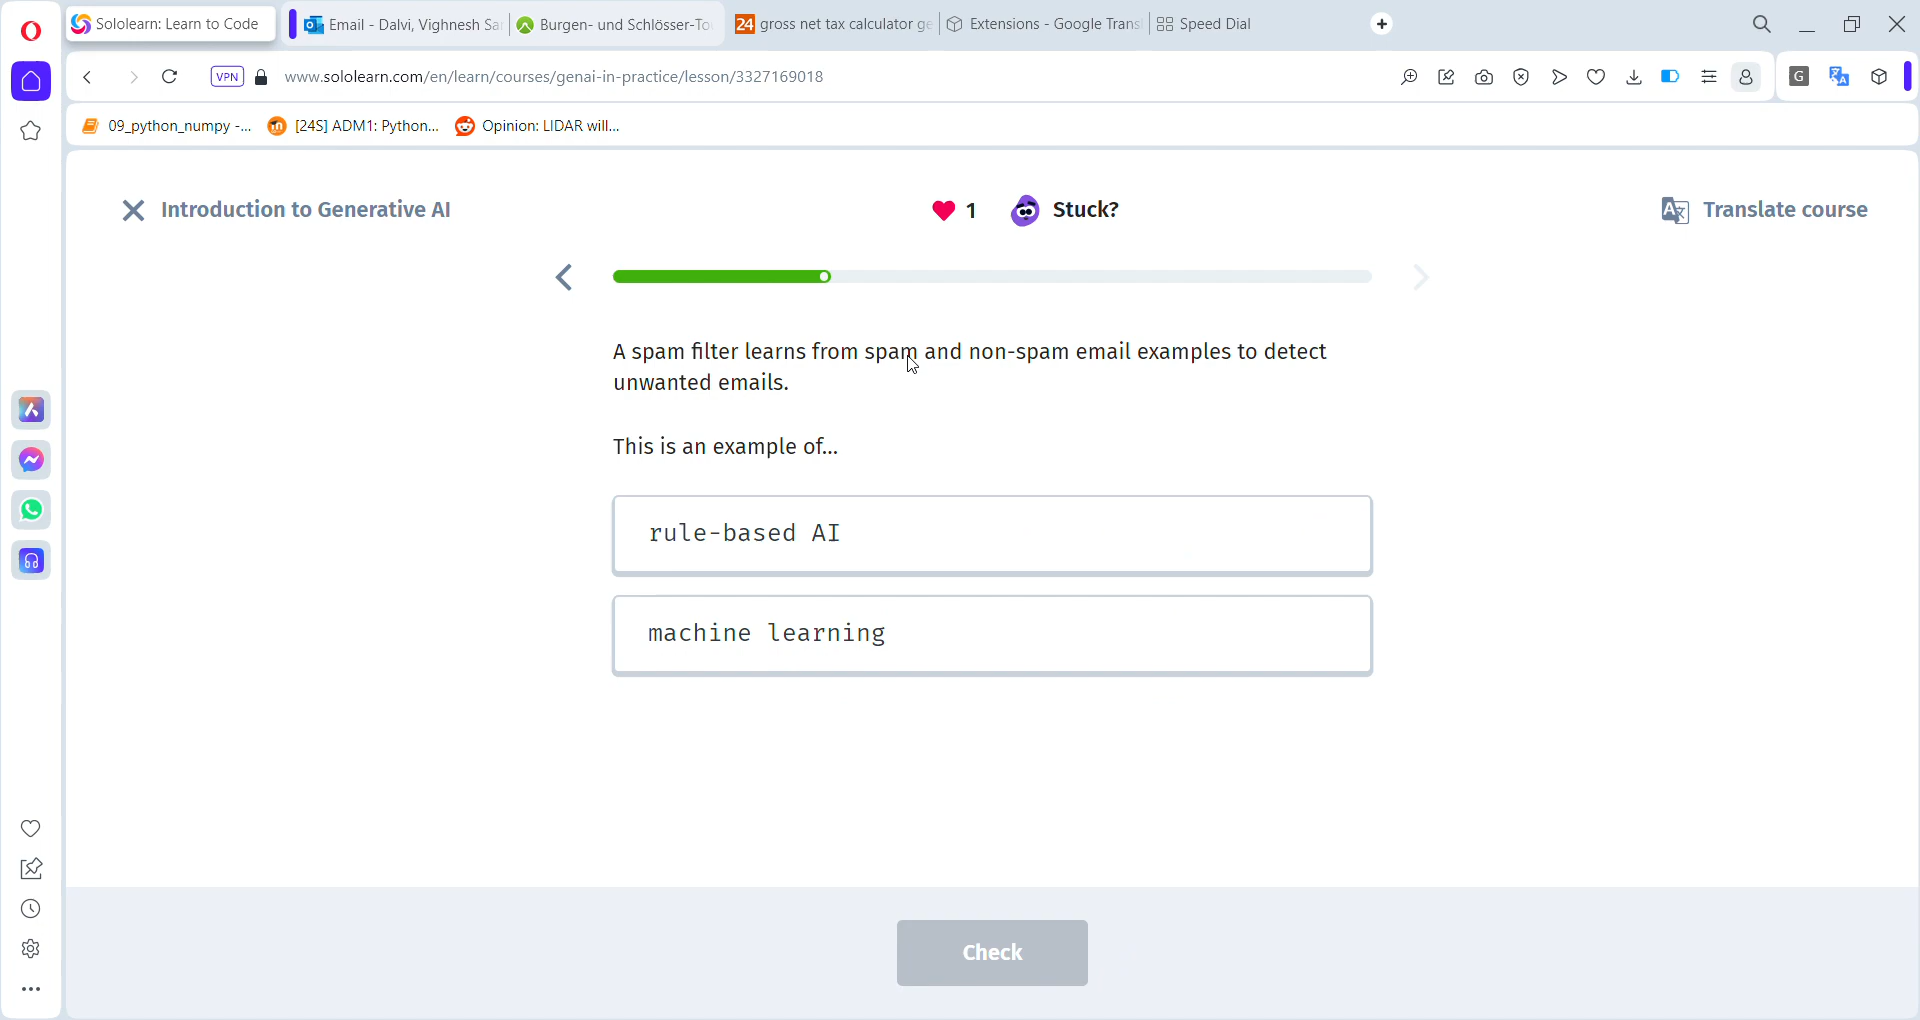 Sololearn: Learn to Code
Email - Dalvi, Vighnesh Sa
Burgen- und Schlösser-To
24 gross net tax calculator ge
Extensions - Google Trans
Speed Dial
VPN
www.sololearn.com/en/learn/courses/genai-in-practice/lesson/3327169018
G
09_python_numpy -...
[24S] ADM1: Python...
Opinion: LIDAR will...
Introduction to Generative AI
1
Stuck?
Translate course
A spam filter learns from spam and non-spam email examples to detect
unwanted emails.
This is an example of...
rule-based AI
machine learning
Check